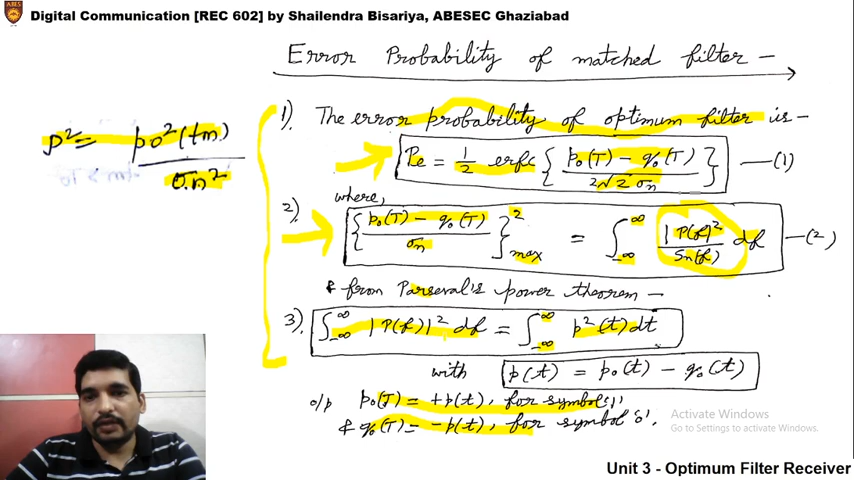 Digital Communication [REC 602] by Shailendra Bisariya, ABESEC Ghaziabad
Error Probability of matched filter -
1). The error probability of optimum filter is -
Pe = 1/2 erfc { (p₀(T) - q₀(T)) / (2√2 σn) } —(1)
ρ² = p₀²(tm) / σn²
where,
2). { (p₀(T) - q₀(T)) / σn }²max = ∫_{-∞}^{∞} |P(f)|² / Sn(f) df —(2)
& from Parseval's power theorem -
3). ∫_{-∞}^{∞} |P(f)|² df = ∫_{-∞}^{∞} p²(t) dt
with p(t) = p₀(t) - q₀(t)
o/p p₀(T) = +p(t), for symbol '1'
& q₀(T) = -p(t), for symbol '0'.
Activate Windows
Go to Settings to activate Windows.
Unit 3 - Optimum Filter Receiver